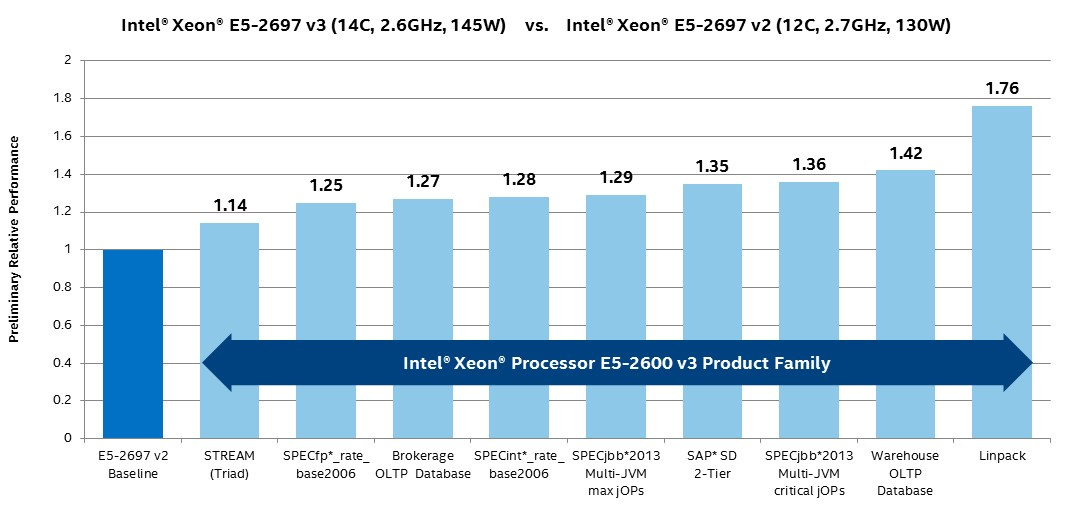 Intel® Xeon® E5-2697 v3 (14C, 2.6GHz, 145W) vs. Intel® Xeon® E5-2697 v2 (12C, 2.7GHz, 130W)
Preliminary Relative Performance
2
1.8
1.6
1.4
1.2
1
0.8
0.6
0.4
0.2
0
1.14
1.25
1.27
1.28
1.29
1.35
1.36
1.42
1.76
Intel® Xeon® Processor E5-2600 v3 Product Family
E5-2697 v2
Baseline
STREAM
(Triad)
SPECfp*_rate_
base2006
Brokerage
OLTP Database
SPECint*_rate_
base2006
SPECjbb*2013
Multi-JVM
max jOPs
SAP* SD
2-Tier
SPECjbb*2013
Multi-JVM
critical jOPs
Warehouse
OLTP
Database
Linpack